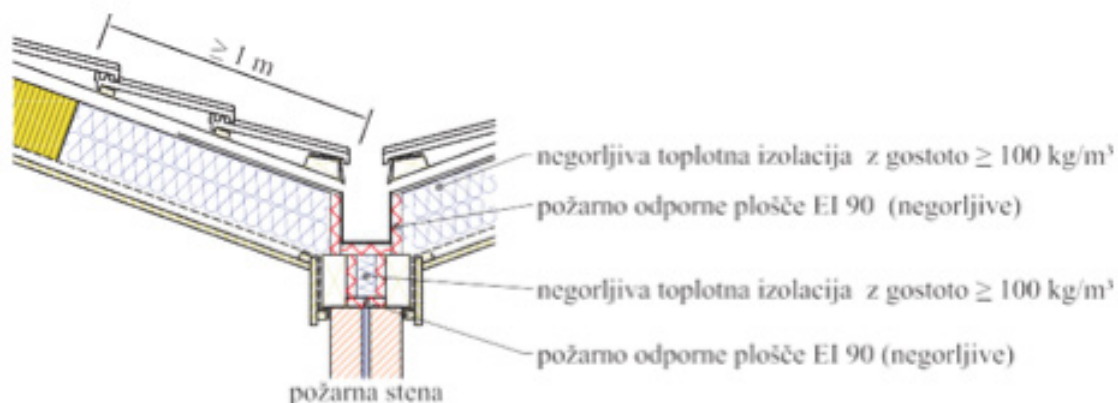 ≥ 1 m
negorljiva toplotna izolacija z gostoto ≥ 100 kg/m³
požarno odporne plošče EI 90 (negorljive)
negorljiva toplotna izolacija z gostoto ≥ 100 kg/m³
požarno odporne plošče EI 90 (negorljive)
požarna stena